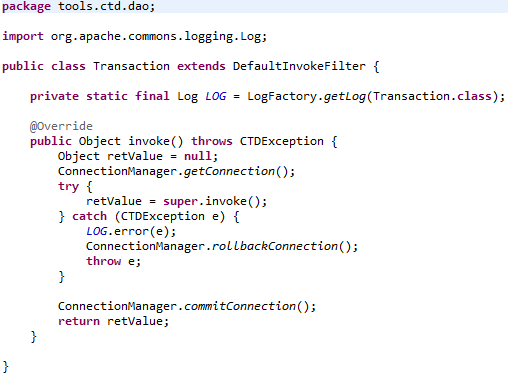 package tools.ctd.dao;
import org.apache.commons.logging.Log;
public class Transaction extends DefaultInvokeFilter {
private static final Log LOG = LogFactory.getLog(Transaction.class);
@Override
public Object invoke() throws CTDException {
Object retValue = null;
ConnectionManager.getConnection();
try {
retValue = super.invoke();
} catch (CTDException e) {
LOG.error(e);
ConnectionManager.rollbackConnection();
throw e;
}
ConnectionManager.commitConnection();
return retValue;
}
}